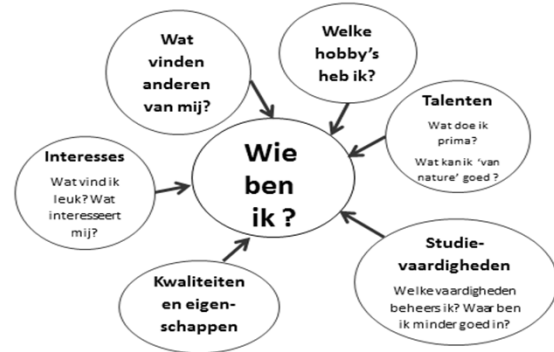 Wat
vinden
anderen
van mij?
Welke
hobby's
heb ik?
Talenten
Wat doe ik
prima?
Wat kan ik 'van
nature' goed ?
Interesses
Wat vind ik
leuk? Wat
interesseert
mij?
Wie
ben
ik ?
Studie-
vaardigheden
Welke vaardigheden
beheers ik? Waar ben
ik minder goed in?
Kwaliteiten
en eigen-
schappen